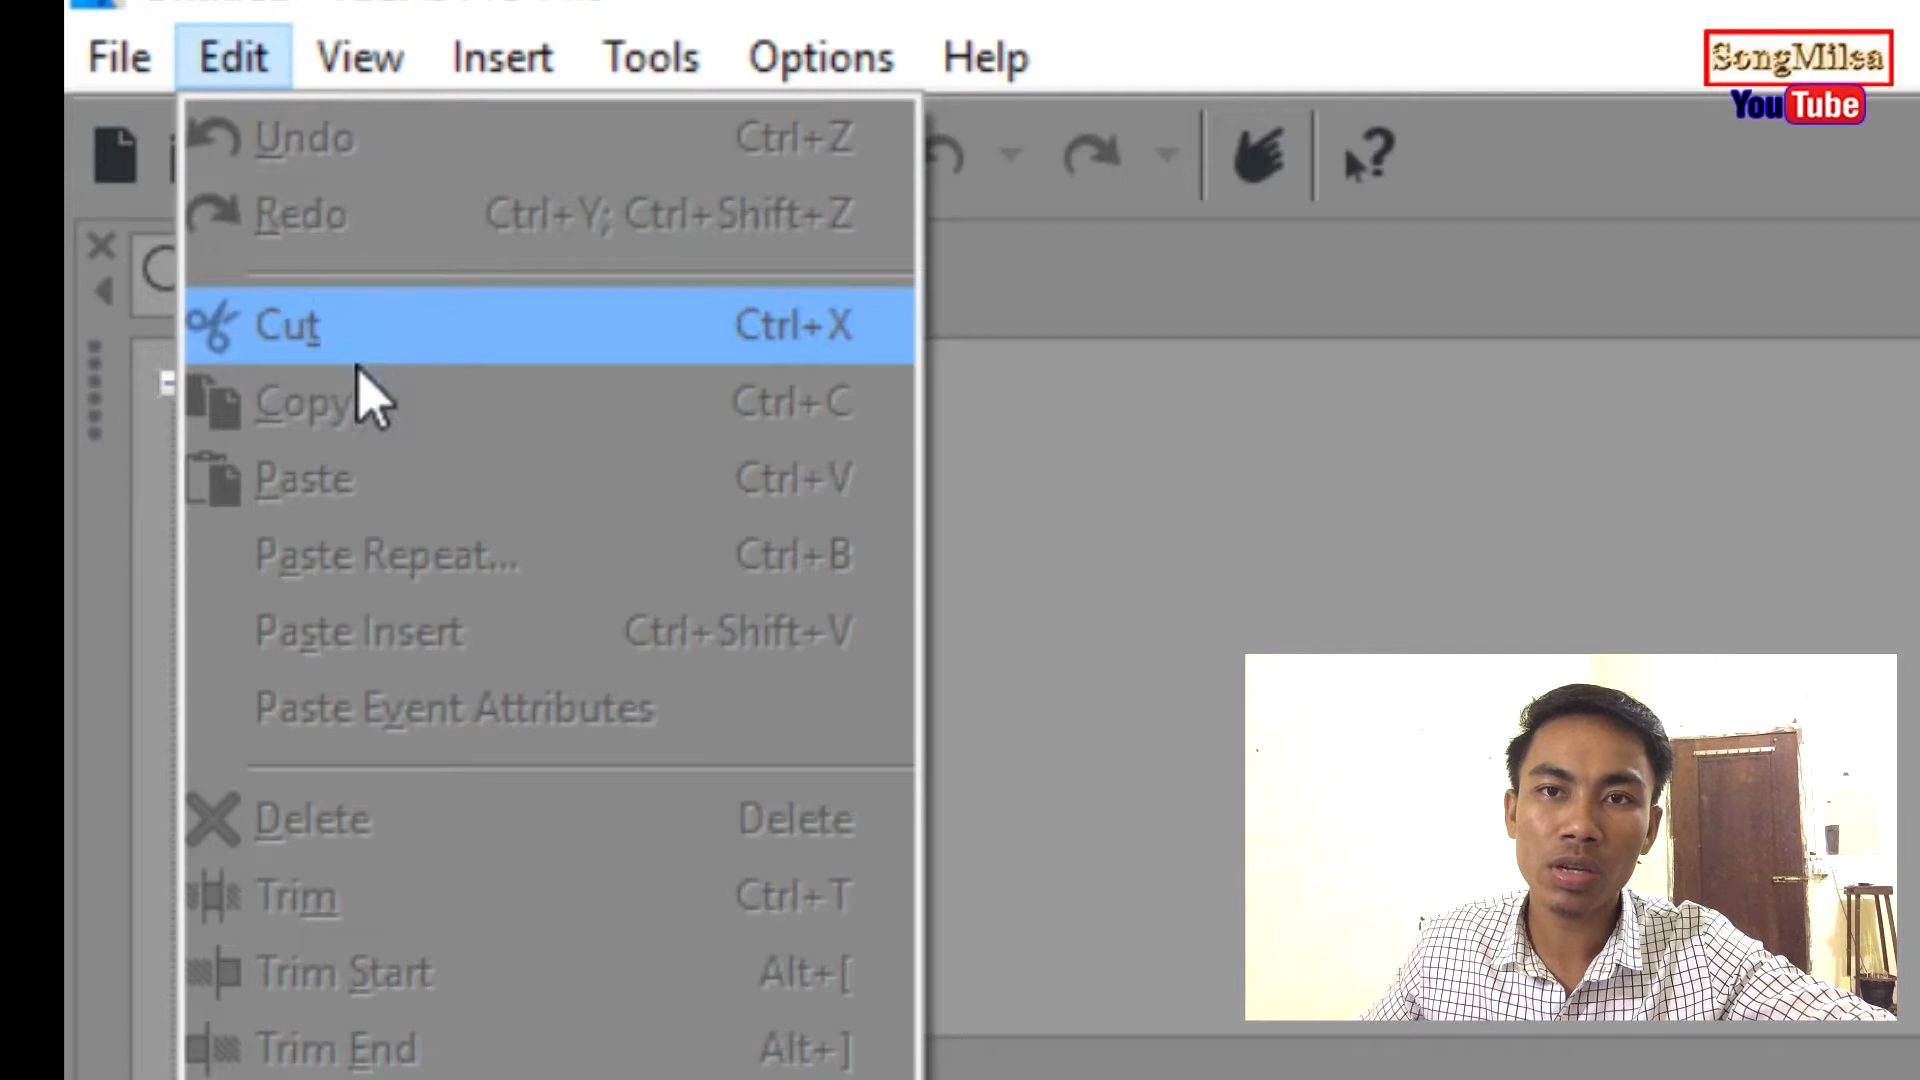 File Edit View Insert Tools Options Help
SongMilsa
YouTube
Undo Ctrl+Z
Redo Ctrl+Y; Ctrl+Shift+Z
Cut Ctrl+X
Copy Ctrl+C
Paste Ctrl+V
Paste Repeat... Ctrl+B
Paste Insert Ctrl+Shift+V
Paste Event Attributes
Delete Delete
Trim Ctrl+T
Trim Start Alt+[
Trim End Alt+]